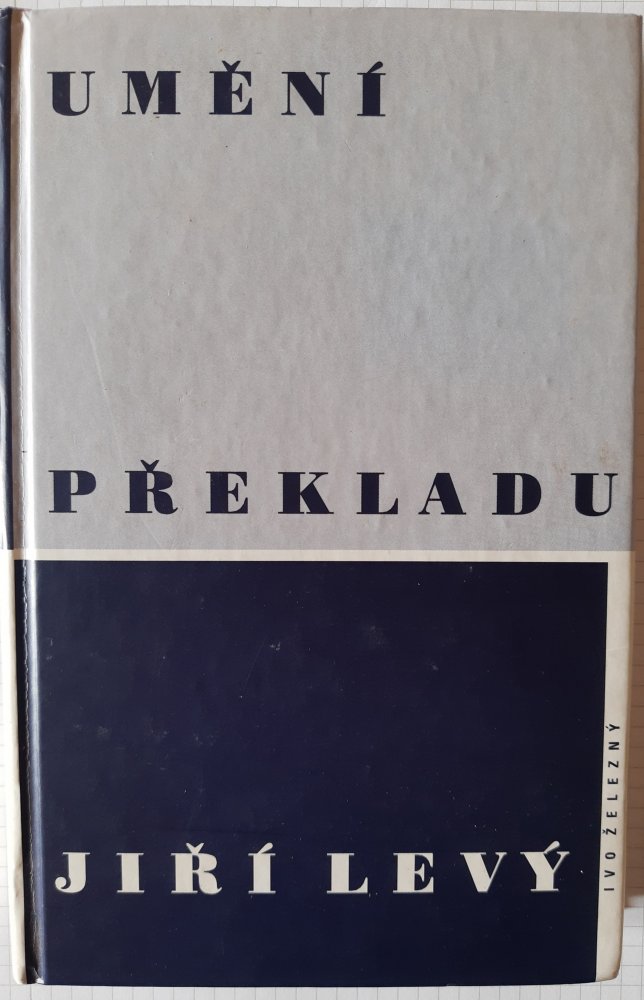 UMĚNÍ
PŘEKLADU
JIŘÍ LEVÝ
IVO ŽELEZNÝ